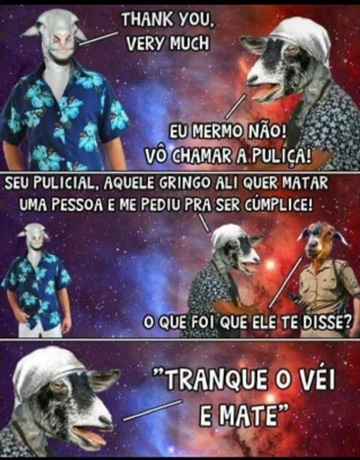 THANK YOU,
VERY MUCH
EU MERMO NÃO!
VÔ CHAMAR A PULIÇA!
SEU PULICIAL, AQUELE GRINGO ALI QUER MATAR
UMA PESSOA E ME PEDIU PRA SER CÚMPLICE!
O QUE FOI QUE ELE TE DISSE?
"TRANQUE O VÉI
E MATE"